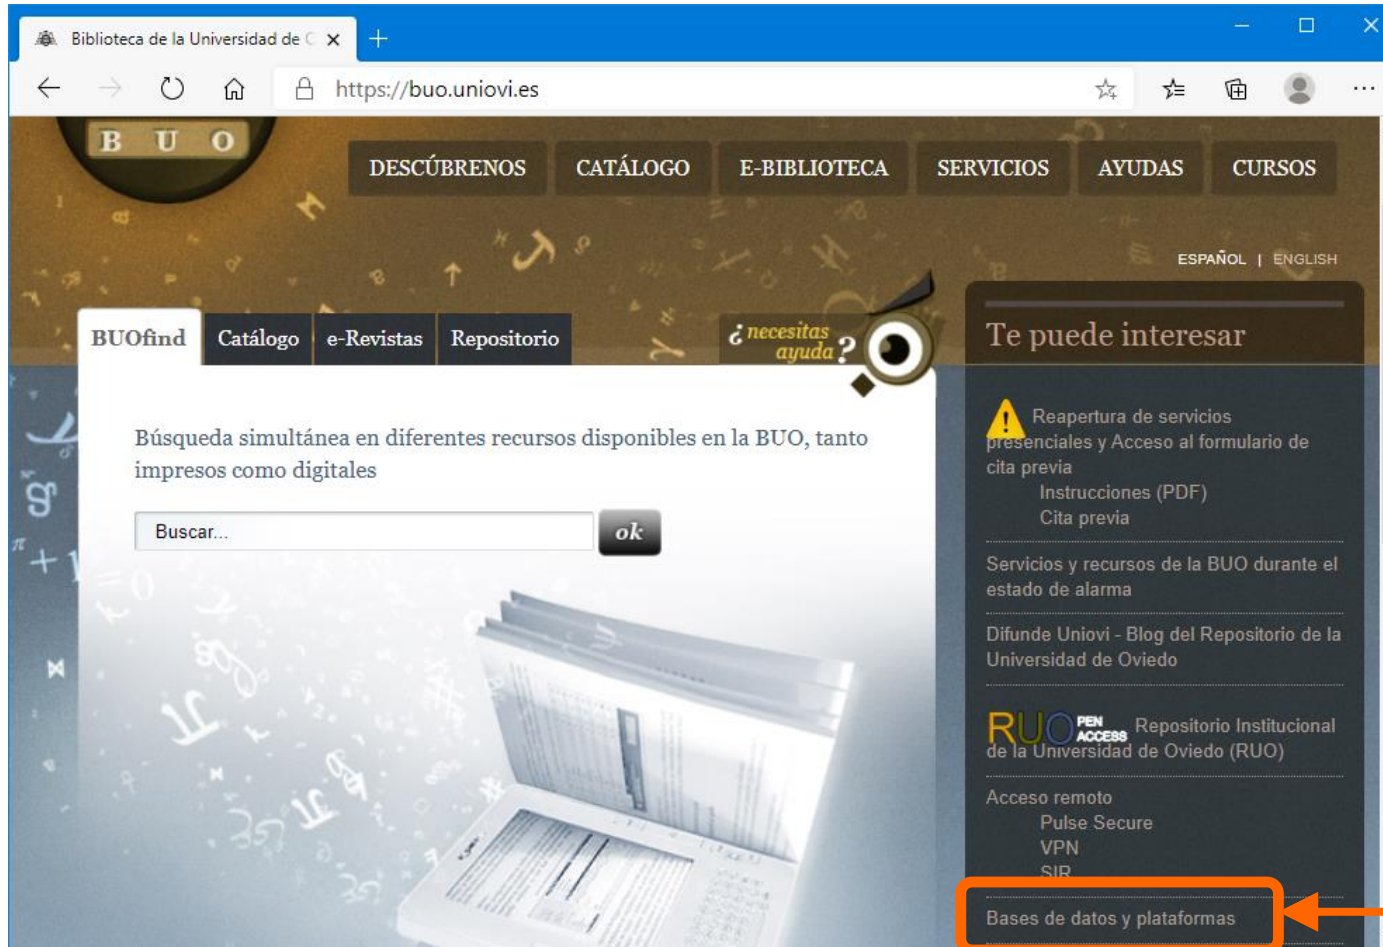 Biblioteca de la Universidad de
https://buo.uniovi.es
B U O
DESCÚBRENOS CATÁLOGO E-BIBLIOTECA SERVICIOS AYUDAS CURSOS
ESPAÑOL | ENGLISH
BUOfind Catálogo e-Revistas Repositorio
¿necesitas
ayuda?
Búsqueda simultánea en diferentes recursos disponibles en la BUO, tanto
impresos como digitales
Buscar...
ok
Te puede interesar
Reapertura de servicios
presenciales y Acceso al formulario de
cita previa
Instrucciones (PDF)
Cita previa
Servicios y recursos de la BUO durante el
estado de alarma
Difunde Uniovi - Blog del Repositorio de la
Universidad de Oviedo
RUO PEN ACCESS Repositorio Institucional
de la Universidad de Oviedo (RUO)
Acceso remoto
Pulse Secure
VPN
SIR
Bases de datos y plataformas